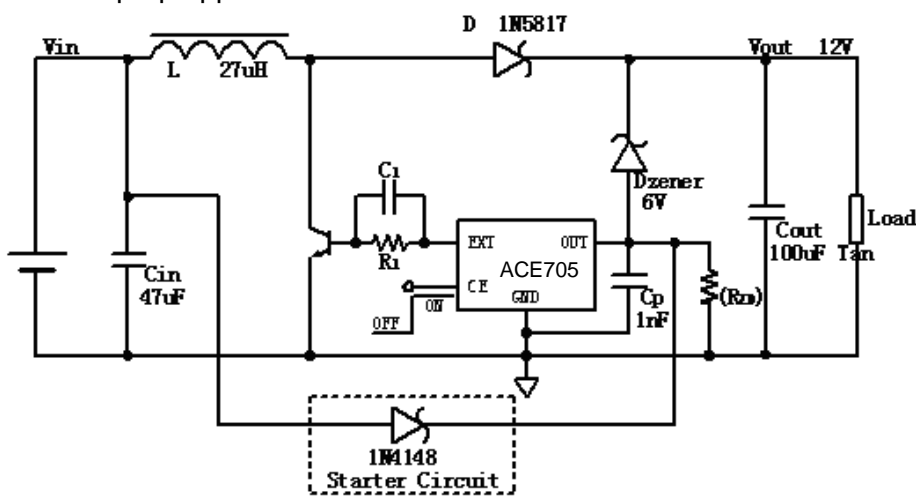 D 1N5817
Vin
Vout 12V
L 27uH
C1
Dzener
6V
Load
EXT OUT
Cout
100uF Tan
R1
ACE705
Cin
47uF
CE
GND
Cp
1nF
(RZD)
ON
OFF
1N4148
Starter Circuit